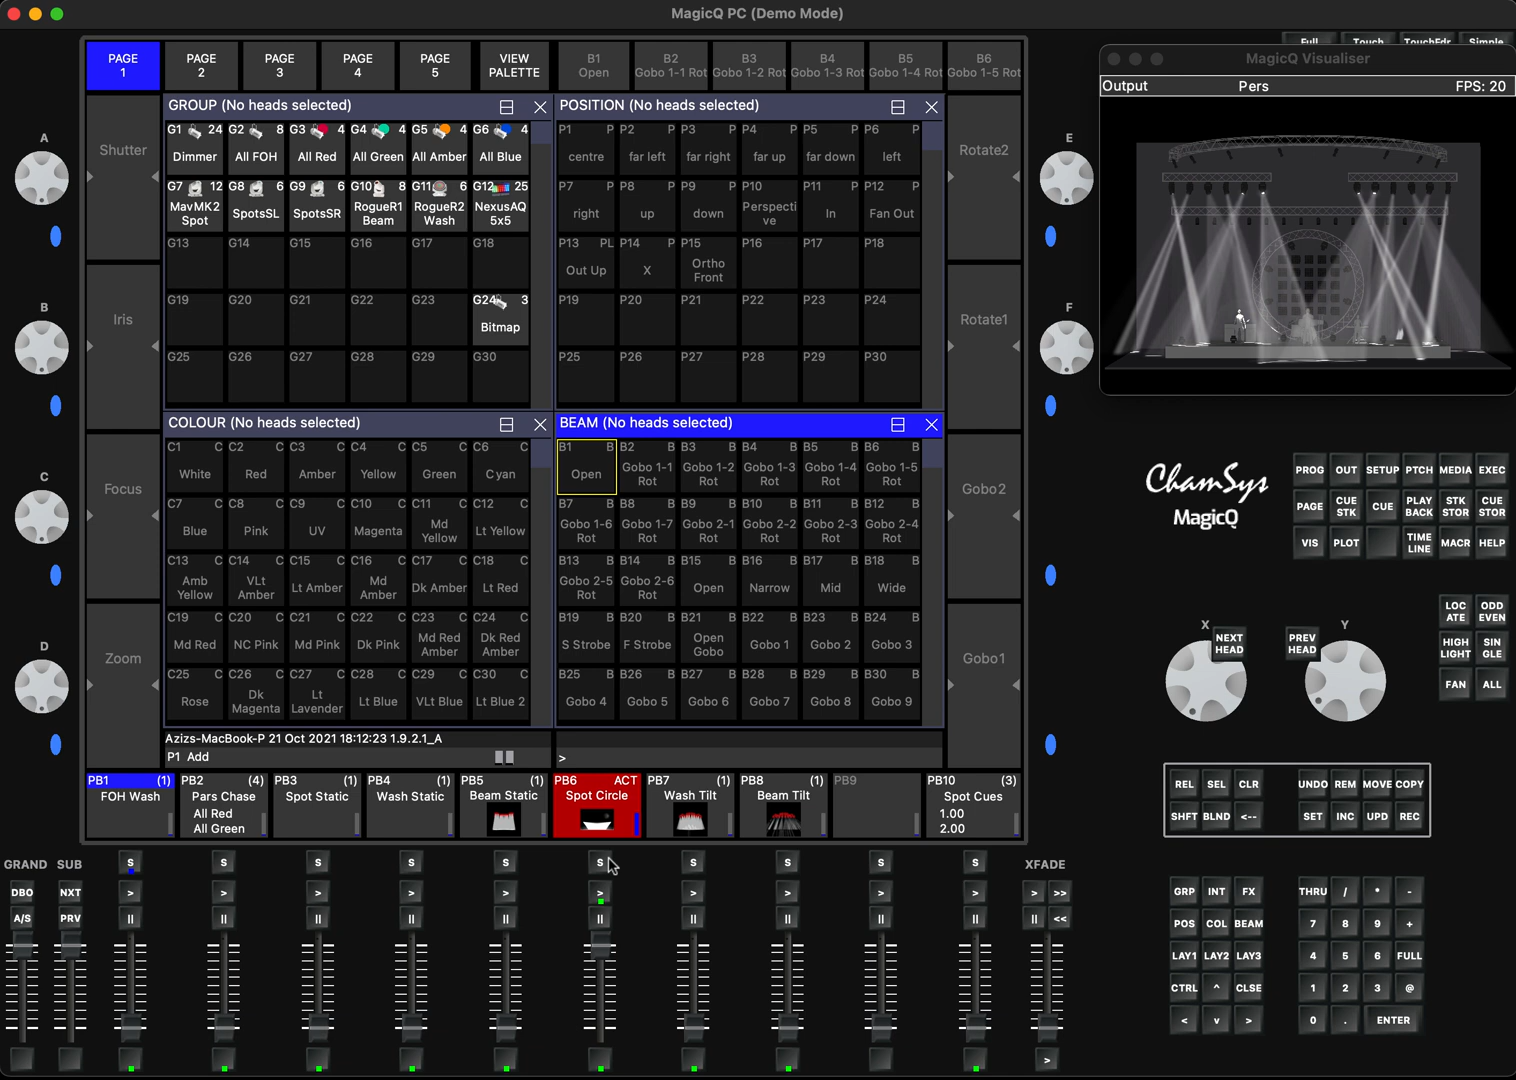 MagicQ PC (Demo Mode)
Full Touch TouchFdr Simple
PAGE 1
PAGE 2
PAGE 3
PAGE 4
PAGE 5
VIEW PALETTE
B1 Open
B2 Gobo 1-1 Rot
B3 Gobo 1-2 Rot
B4 Gobo 1-3 Rot
B5 Gobo 1-4 Rot
B6 Gobo 1-5 Rot
MagicQ Visualiser
Output Pers FPS: 20
A
B
C
D
Shutter
Iris
Focus
Zoom
GROUP (No heads selected)
G1 24 Dimmer
G2 8 All FOH
G3 4 All Red
G4 4 All Green
G5 4 All Amber
G6 4 All Blue
G7 12 MavMK2 Spot
G8 6 SpotsSL
G9 6 SpotsSR
G10 8 RogueR1 Beam
G11 6 RogueR2 Wash
G12 25 NexusAQ 5x5
G13 G14 G15 G16 G17 G18
G19 G20 G21 G22 G23
G24 3 Bitmap
G25 G26 G27 G28 G29 G30
POSITION (No heads selected)
P1 P centre
P2 P far left
P3 P far right
P4 P far up
P5 P far down
P6 P left
P7 P right
P8 P up
P9 P down
P10 P Perspecti ve
P11 P In
P12 P Fan Out
P13 PL Out Up
P14 P X
P15 P Ortho Front
P16 P17 P18
P19 P20 P21 P22 P23 P24
P25 P26 P27 P28 P29 P30
COLOUR (No heads selected)
C1 C White
C2 C Red
C3 C Amber
C4 C Yellow
C5 C Green
C6 C Cyan
C7 C Blue
C8 C Pink
C9 C UV
C10 C Magenta
C11 C Md Yellow
C12 C Lt Yellow
C13 C Amb Yellow
C14 C VLt Amber
C15 C Lt Amber
C16 C Md Amber
C17 C Dk Amber
C18 C Lt Red
C19 C Md Red
C20 C NC Pink
C21 C Md Pink
C22 C Dk Pink
C23 C Md Red Amber
C24 C Dk Red Amber
C25 C Rose
C26 C Dk Magenta
C27 C Lt Lavender
C28 C Lt Blue
C29 C VLt Blue
C30 C Lt Blue 2
BEAM (No heads selected)
B1 B Open
B2 B Gobo 1-1 Rot
B3 B Gobo 1-2 Rot
B4 B Gobo 1-3 Rot
B5 B Gobo 1-4 Rot
B6 B Gobo 1-5 Rot
B7 B Gobo 1-6 Rot
B8 B Gobo 1-7 Rot
B9 B Gobo 2-1 Rot
B10 B Gobo 2-2 Rot
B11 B Gobo 2-3 Rot
B12 B Gobo 2-4 Rot
B13 B Gobo 2-5 Rot
B14 B Gobo 2-6 Rot
B15 B Open
B16 B Narrow
B17 B Mid
B18 B Wide
B19 B S Strobe
B20 B F Strobe
B21 B Open Gobo
B22 B Gobo 1
B23 B Gobo 2
B24 B Gobo 3
B25 B Gobo 4
B26 B Gobo 5
B27 B Gobo 6
B28 B Gobo 7
B29 B Gobo 8
B30 B Gobo 9
Rotate2
Rotate1
Gobo2
Gobo1
E
F
Azizs-MacBook-P 21 Oct 2021 18:12:23 1.9.2.1_A
P1 Add
>
PB1 (1) FOH Wash
PB2 (4) Pars Chase All Red All Green
PB3 (1) Spot Static
PB4 (1) Wash Static
PB5 (1) Beam Static
PB6 ACT Spot Circle
PB7 (1) Wash Tilt
PB8 (1) Beam Tilt
PB9
PB10 (3) Spot Cues 1.00 2.00
GRAND SUB XFADE
S S S S S S S S S S
DBO NXT > > > > > > > > > > > >>
A/S PRV II II II II II II II II II II II <<
>
ChamSys
MagicQ
PROG OUT SETUP PTCH MEDIA EXEC
PAGE CUE STK CUE PLAY BACK STK STOR CUE STOR
VIS PLOT TIME LINE MACR HELP
X NEXT HEAD
PREV HEAD Y
LOC ATE ODD EVEN
HIGH LIGHT SIN GLE
FAN ALL
REL SEL CLR UNDO REM MOVE COPY
SHFT BLND <-- SET INC UPD REC
GRP INT FX THRU / * -
POS COL BEAM 7 8 9 +
LAY1 LAY2 LAY3 4 5 6 FULL
CTRL ^ CLSE 1 2 3 @
< v > 0 . ENTER